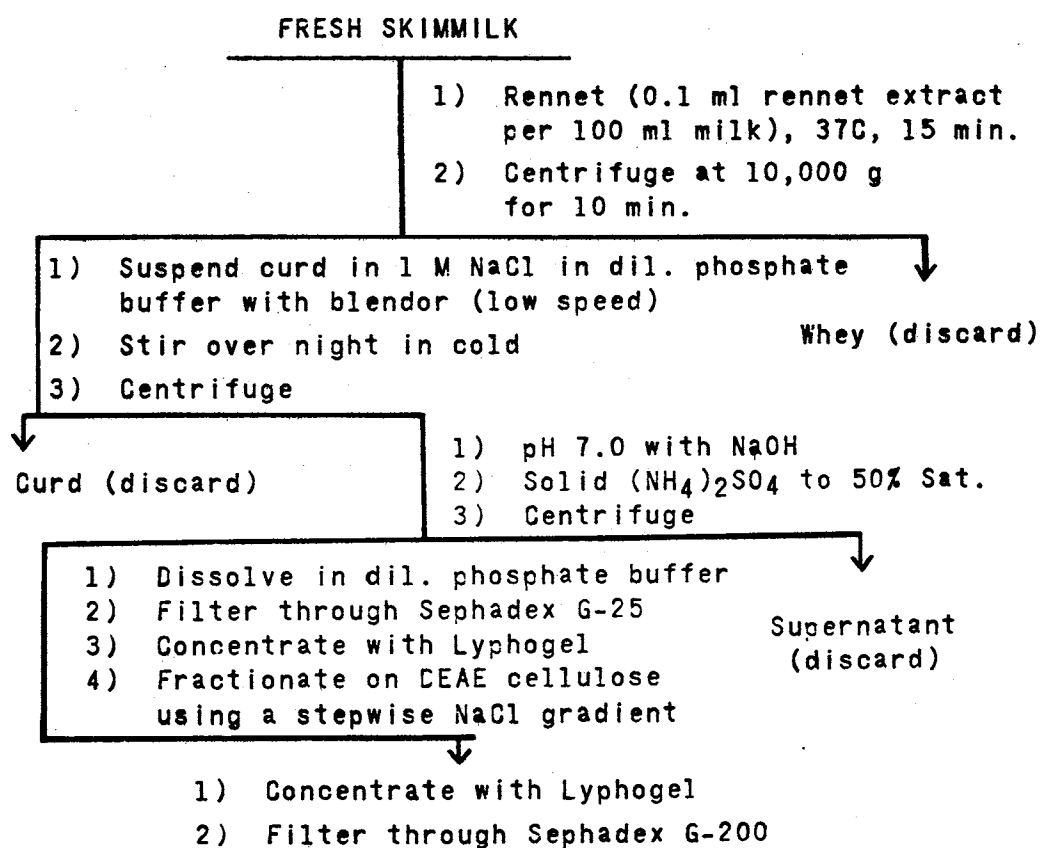 FRESH SKIMMILK
1) Rennet (0.1 ml rennet extract
per 100 ml milk), 37C, 15 min.
2) Centrifuge at 10,000 g
for 10 min.
1) Suspend curd in 1 M NaCl in dil. phosphate
buffer with blendor (low speed)
2) Stir over night in cold
3) Centrifuge
Whey (discard)
Curd (discard)
1) pH 7.0 with NaOH
2) Solid (NH4)2SO4 to 50% Sat.
3) Centrifuge
1) Dissolve in dil. phosphate buffer
2) Filter through Sephadex G-25
3) Concentrate with Lyphogel
4) Fractionate on CEAE cellulose
using a stepwise NaCl gradient
Supernatant
(discard)
1) Concentrate with Lyphogel
2) Filter through Sephadex G-200